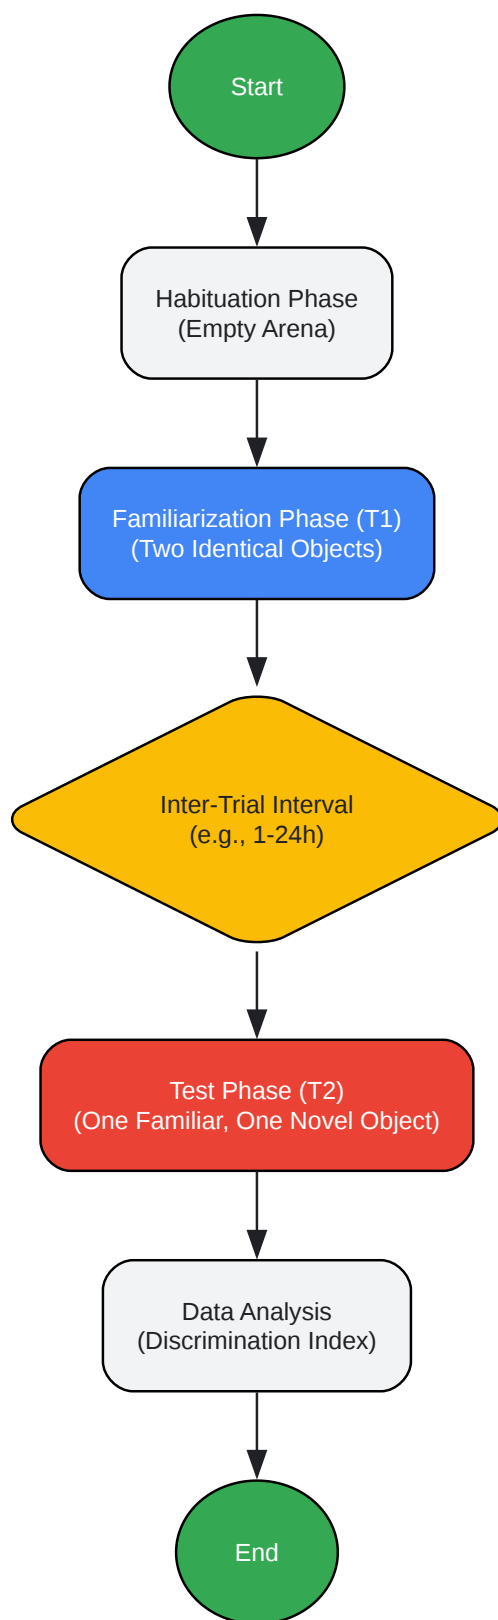 Start
Habituation Phase
(Empty Arena)
Familiarization Phase (T1)
(Two Identical Objects)
Inter-Trial Interval
(e.g., 1-24h)
Test Phase (T2)
(One Familiar, One Novel Object)
Data Analysis
(Discrimination Index)
End